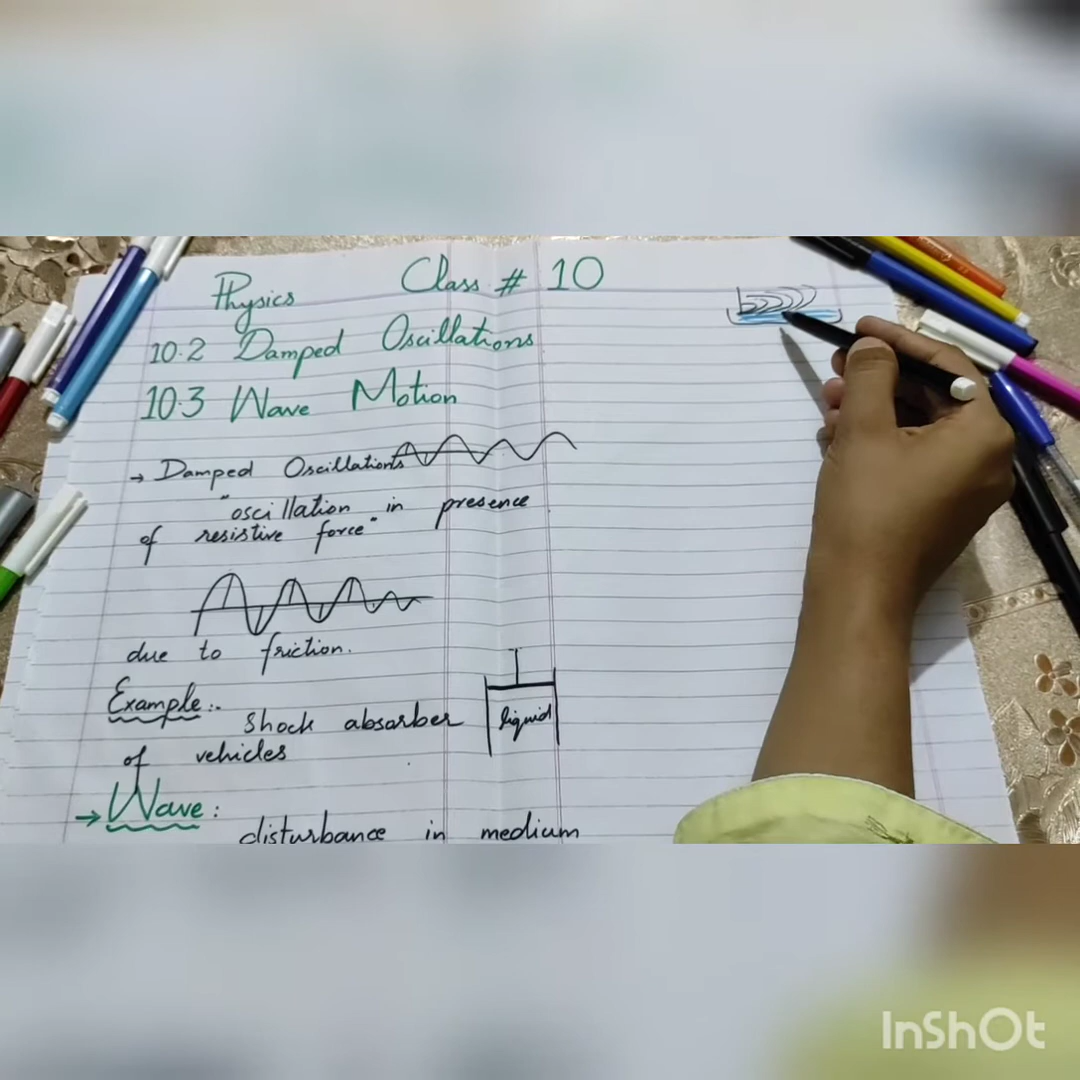 Physics Class # 10
10.2 Damped Oscillations
10.3 Wave Motion
→ Damped Oscillations
"oscillation in presence
of resistive force"
due to friction.
Example:-
Shock absorber
of vehicles
liquid
→ Wave:
disturbance in medium
InShOt